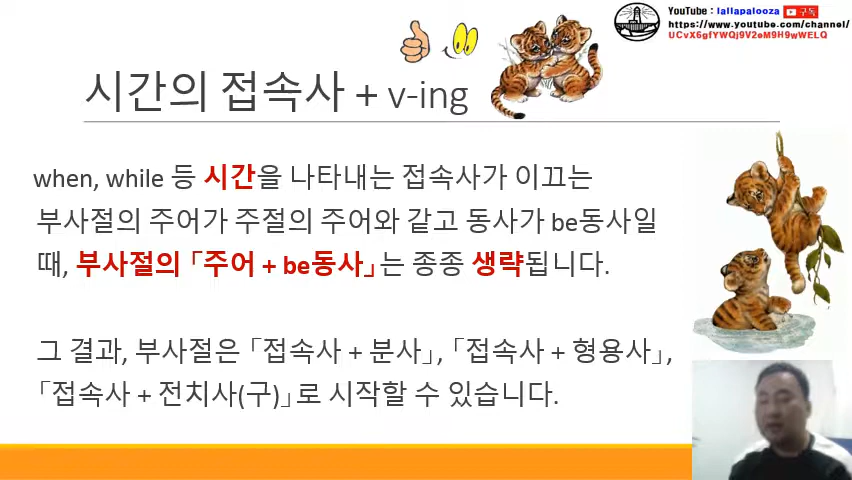 YouTube : lallapalooza 구독
https://www.youtube.com/channel/
UCvX6gfYWQj9V2eM9H9wWELQ
시간의 접속사 + v-ing
when, while 등 시간을 나타내는 접속사가 이끄는
부사절의 주어가 주절의 주어와 같고 동사가 be동사일
때, 부사절의 「주어 + be동사」는 종종 생략됩니다.
그 결과, 부사절은 「접속사 + 분사」, 「접속사 + 형용사」,
「접속사 + 전치사(구)」로 시작할 수 있습니다.